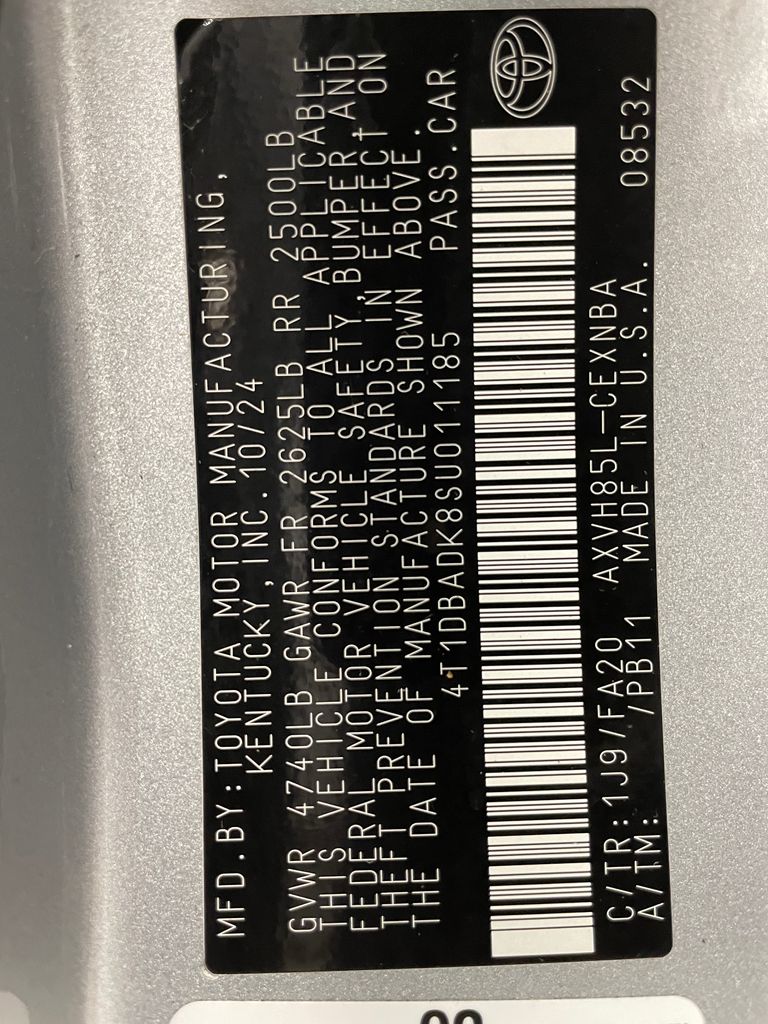 MFD.BY:TOYOTA MOTOR MANUFACTURING,
KENTUCKY,INC.10/24
GVWR 4740LB GAWR FR 2625LB RR 2500LB
THIS VEHICLE CONFORMS TO ALL APPLICABLE
FEDERAL MOTOR VEHICLE SAFETY,BUMPER,AND
THEFT PREVENTION STANDARDS IN EFFECT ON
THE DATE OF MANUFACTURE SHOWN ABOVE.
4T1DBADK8SU011185 PASS.CAR
C/TR:1J9/FA20 AXVH85L-CEXNBA
A/TM: /PB11 MADE IN U.S.A. 08532